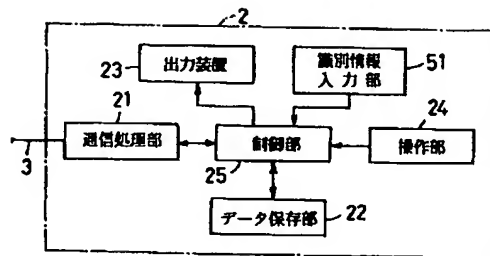 2
23
出力装置
識別情報
入力部
51
21
24
通信処理部
制御部
操作部
3
25
データ保存部
22